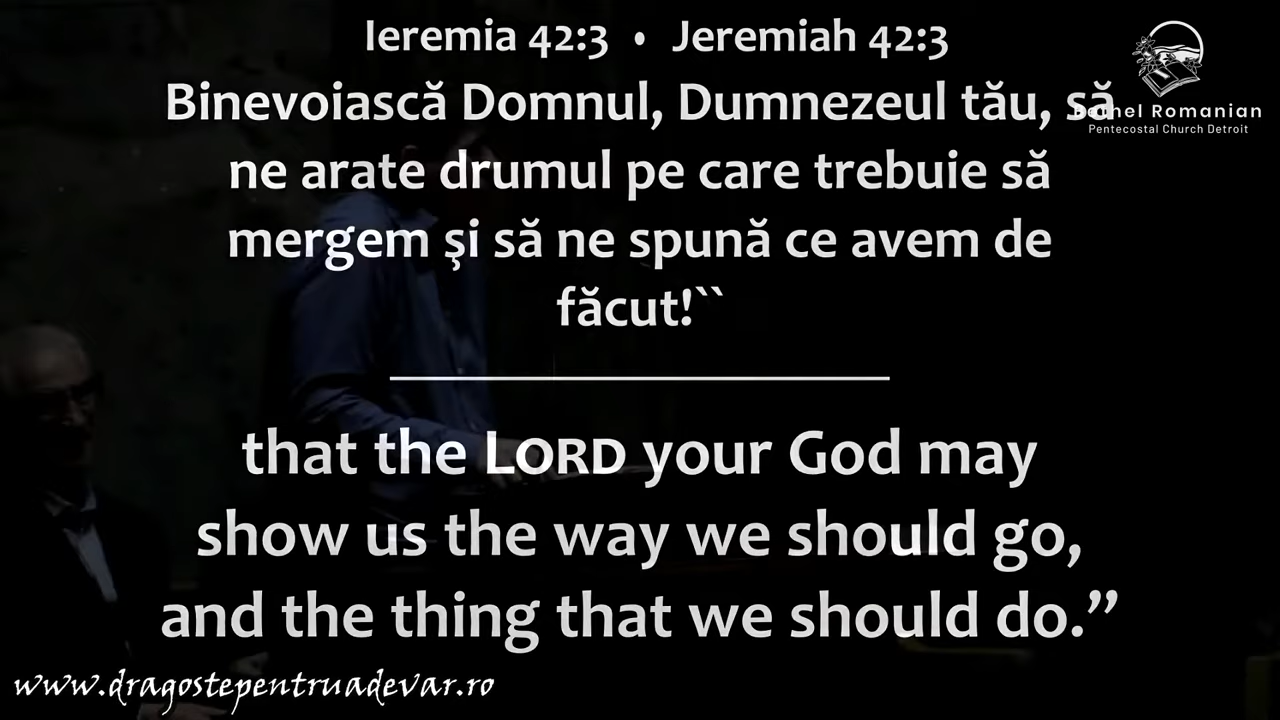 Ieremia 42:3 • Jeremiah 42:3
Binevoiască Domnul, Dumnezeul tău, să
ne arate drumul pe care trebuie să
mergem şi să ne spună ce avem de
făcut!``
that the LORD your God may
show us the way we should go,
and the thing that we should do.”
Romanian
Pentecostal Church Detroit
www.dragostepentruadevar.ro